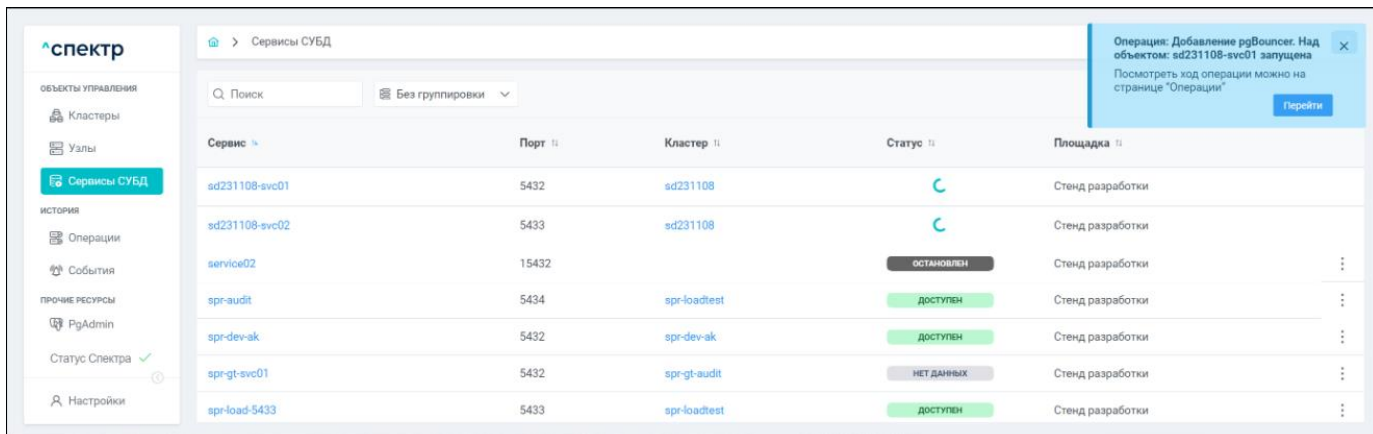 ^спектр
ОБЪЕКТЫ УПРАВЛЕНИЯ
Кластеры
Узлы
Сервисы СУБД
ИСТОРИЯ
Операции
События
ПРОЧИЕ РЕСУРСЫ
PgAdmin
Статус Спектра
Настройки
> Сервисы СУБД
Операция: Добавление pgBouncer. Над
объектом: sd231108-svc01 запущена
Посмотреть ход операции можно на
странице "Операции"
Перейти
Поиск
Без группировки
Сервис Порт Кластер Статус Площадка
sd231108-svc01 5432 sd231108 Стенд разработки
sd231108-svc02 5433 sd231108 Стенд разработки
service02 15432 ОСТАНОВЛЕН Стенд разработки
spr-audit 5434 spr-loadtest ДОСТУПЕН Стенд разработки
spr-dev-ak 5432 spr-dev-ak ДОСТУПЕН Стенд разработки
spr-gt-svc01 5432 spr-gt-audit НЕТ ДАННЫХ Стенд разработки
spr-load-5433 5433 spr-loadtest ДОСТУПЕН Стенд разработки